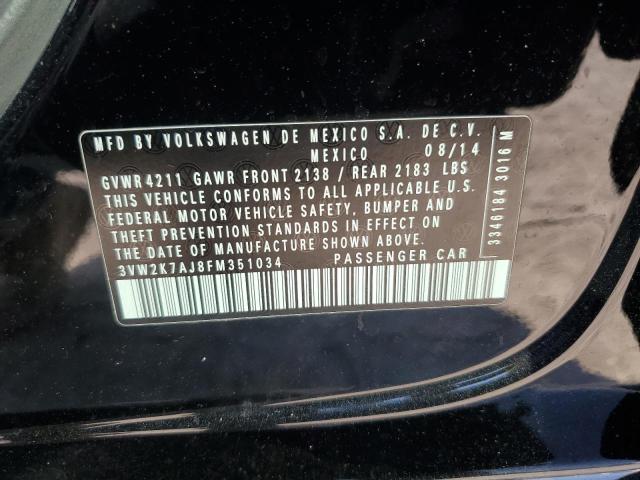 MFD BY VOLKSWAGEN DE MEXICO S.A. DE C.V.
MEXICO 08/14
GVWR 4211 GAWR FRONT 2138 / REAR 2183 LBS
THIS VEHICLE CONFORMS TO ALL APPLICABLE U.S.
FEDERAL MOTOR VEHICLE SAFETY, BUMPER AND
THEFT PREVENTION STANDARDS IN EFFECT ON
THE DATE OF MANUFACTURE SHOWN ABOVE.
3VW2K7AJ8FM351034 PASSENGER CAR
3346184 3016 M